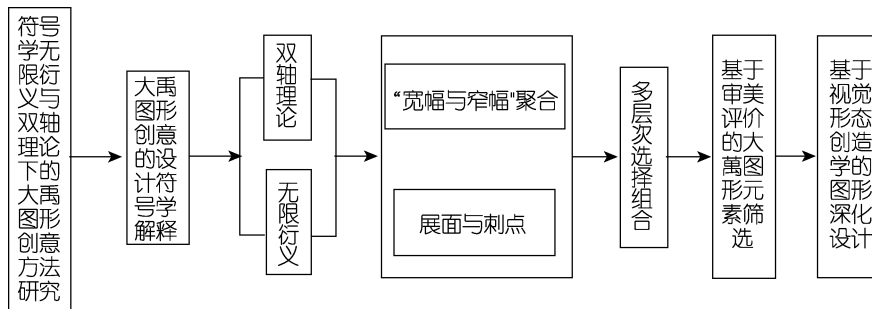 符号
学无
限衍
义与
双轴
理论
下的
大禹
图形
创意
方法
研究
大禹
图形
创意
的设
计符
号学
解释
双轴理论
无限衍义
“宽幅与窄幅"聚合
展面与刺点
多层次选择组合
基于
审美
评价
的大
萬图
形元
素筛
选
基于
视觉
形态
创造
学的
图形
深化
设计